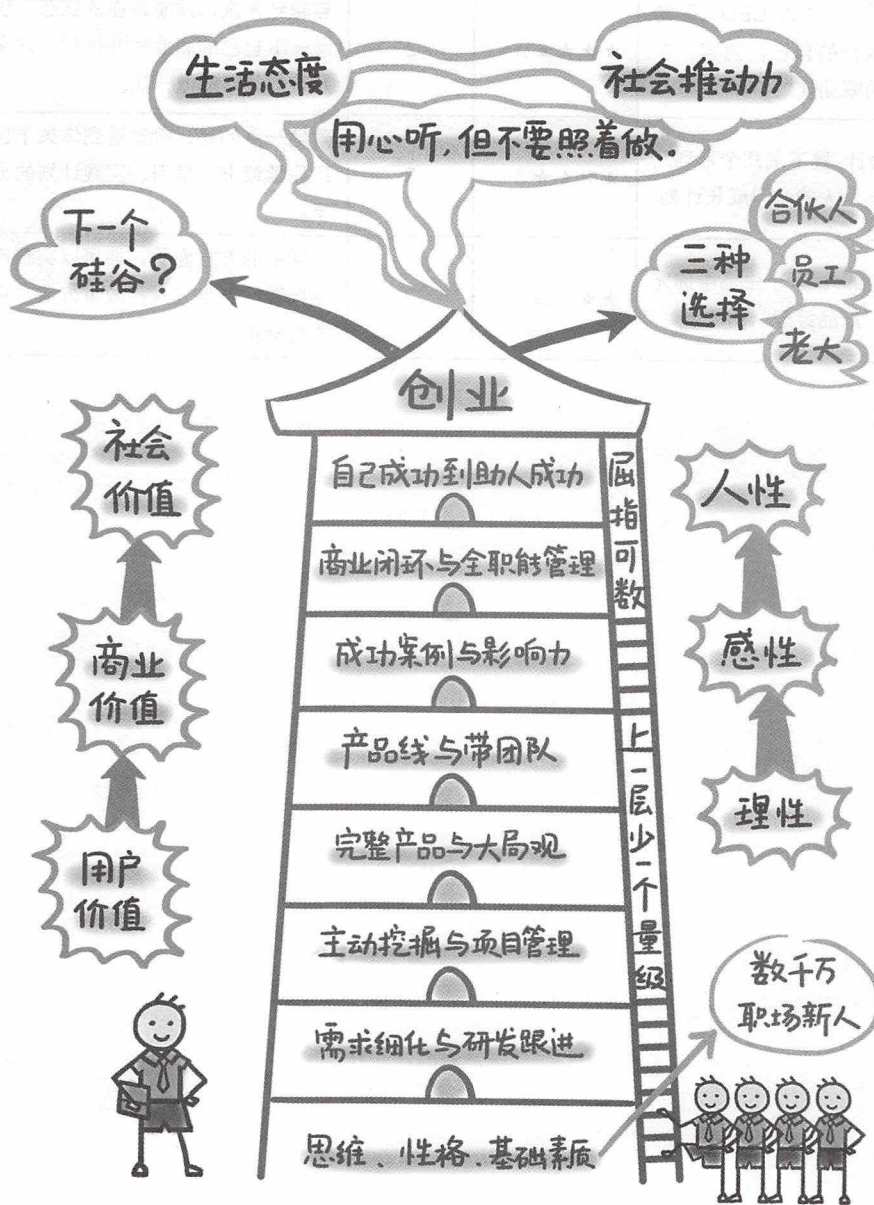 生活态度
社会推动力
用心听,但不要照着做.
下一个
硅谷?
三种
选择
合伙人
员工
老大
创业
自己成功到助人成功
商业闭环与全职能管理
成功案例与影响力
产品线与带团队
完整产品与大局观
主动挖掘与项目管理
需求细化与研发跟进
思维、性格、基础素质
屈指可数
上一层少一个量级
社会
价值
商业
价值
用户
价值
人性
感性
理性
数千万
职场新人